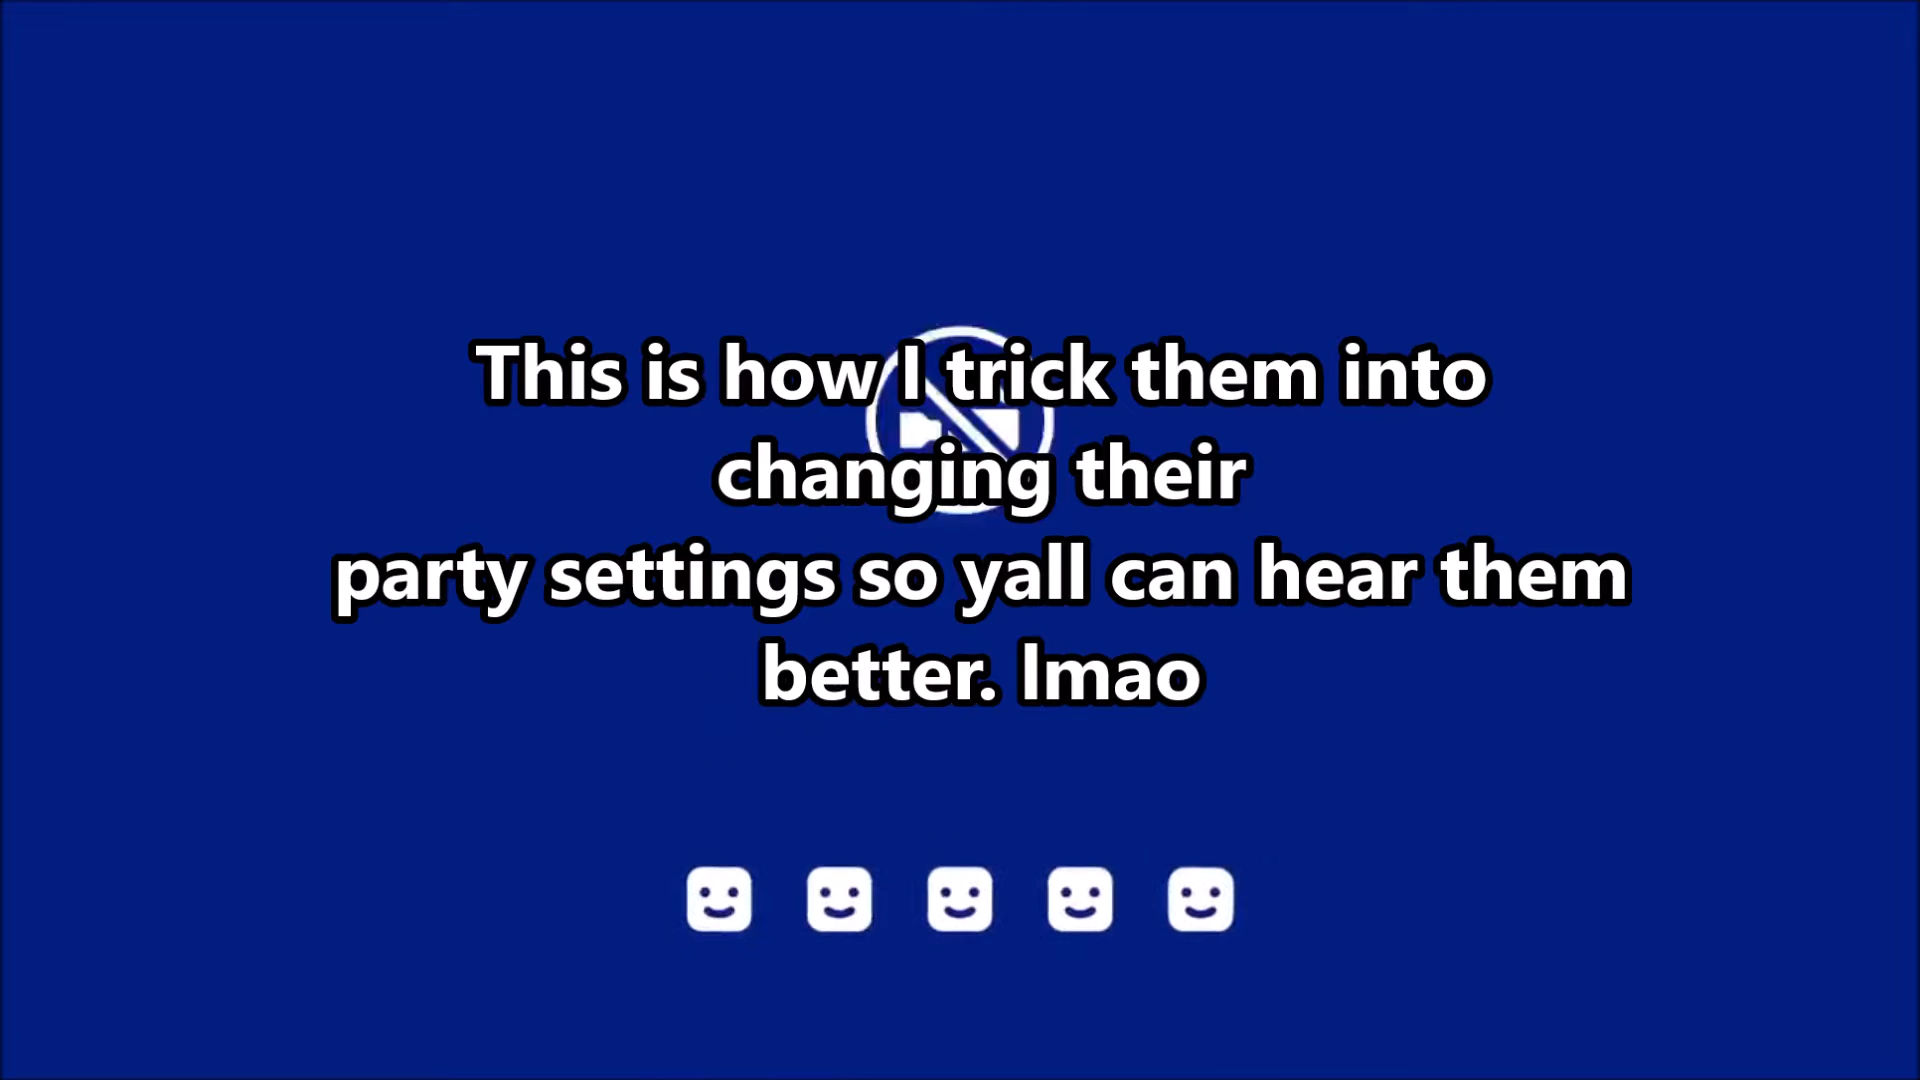 This is how I trick them into
changing their
party settings so yall can hear them
better. lmao